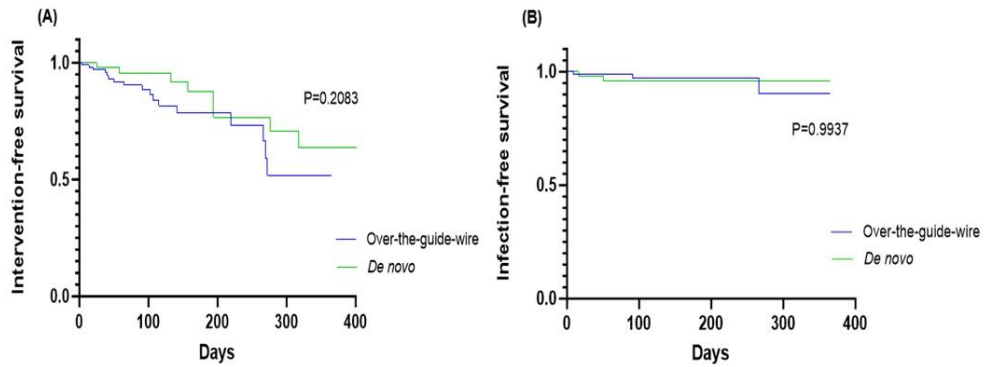 (A)
Intervention-free survival
1.0
0.5
0.0
0
100
200
300
400
Days
P=0.2083
Over-the-guide-wire
De novo
(B)
Infection-free survival
1.0
0.5
0.0
0
100
200
300
400
Days
P=0.9937
Over-the-guide-wire
De novo